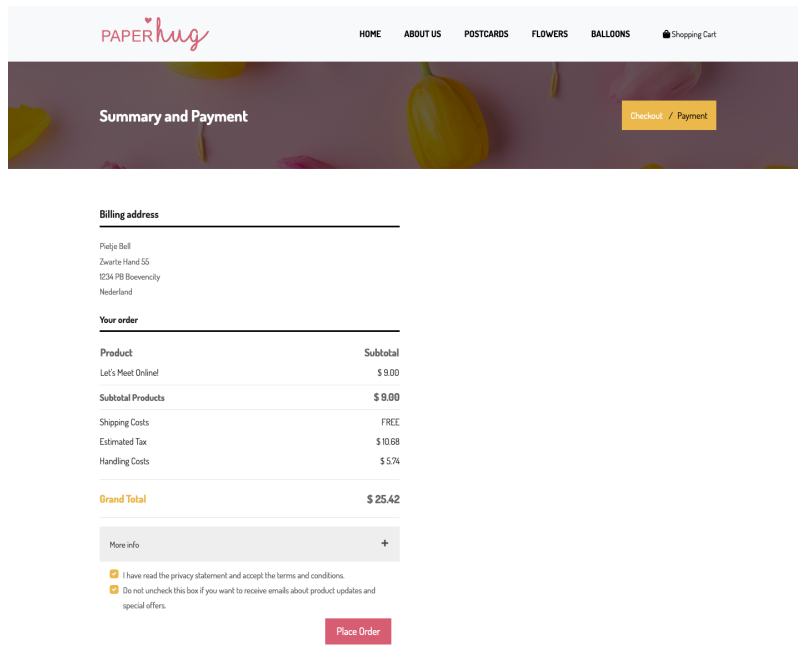 PAPER hug
HOME ABOUT US POSTCARDS FLOWERS BALLOONS Shopping Cart
Summary and Payment
Checkout / Payment
Billing address
Pietje Bell
Zwarte Hand 55
1234 PB Boevencity
Nederland
Your order
Product Subtotal
Let's Meet Online! $ 9.00
Subtotal Products $ 9.00
Shipping Costs FREE
Estimated Tax $ 10.68
Handling Costs $ 5.74
Grand Total $ 25.42
More info +
I have read the privacy statement and accept the terms and conditions.
Do not uncheck this box if you want to receive emails about product updates and
special offers.
Place Order